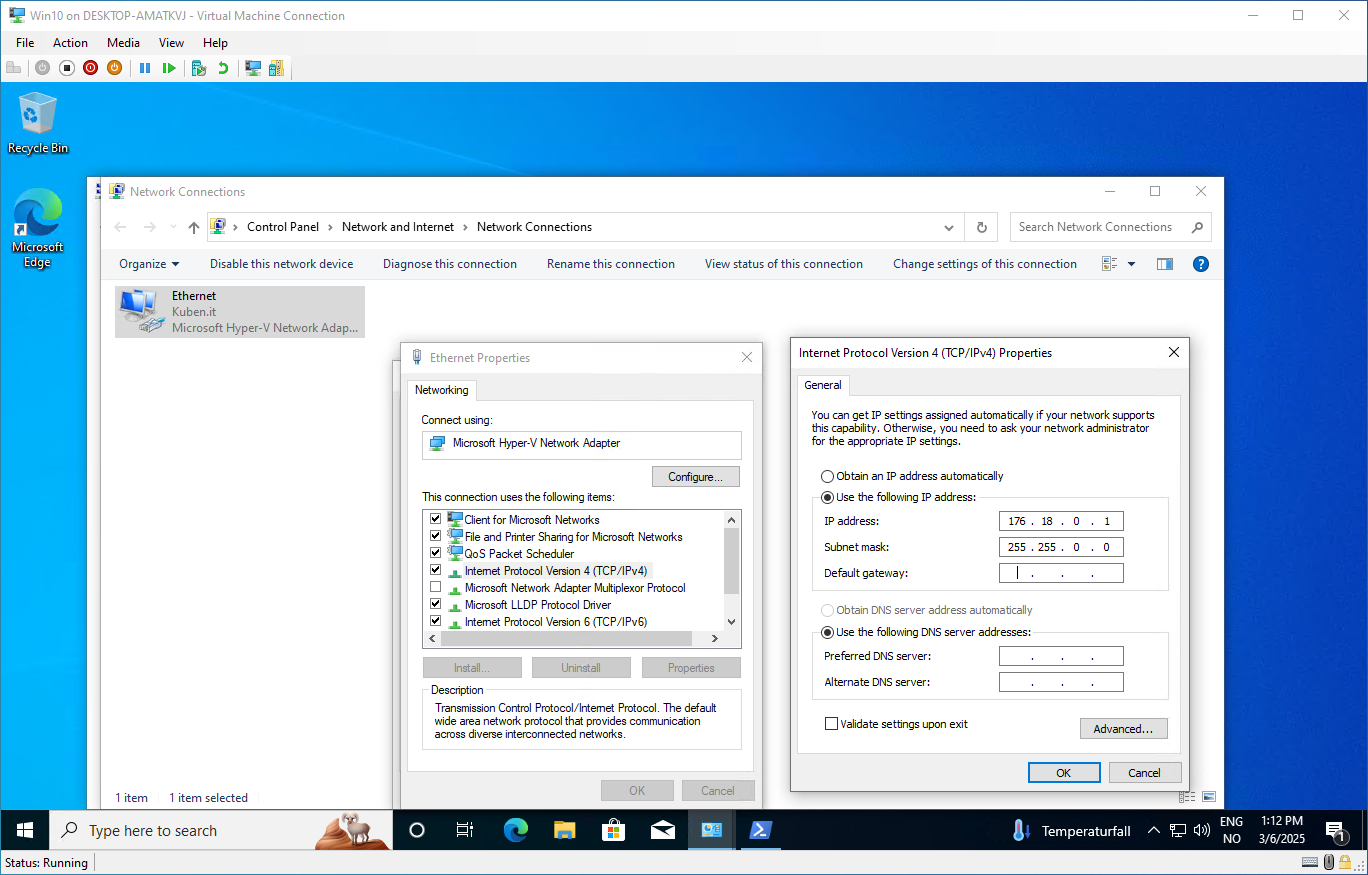 Win10 on DESKTOP-AMATKVJ - Virtual Machine Connection
File Action Media View Help
Recycle Bin
Microsoft
Edge
Network Connections
Control Panel > Network and Internet > Network Connections
Search Network Connections
Organize
Disable this network device
Diagnose this connection
Rename this connection
View status of this connection
Change settings of this connection
Ethernet
Kuben.it
Microsoft Hyper-V Network Adap...
Ethernet Properties
Networking
Connect using:
Microsoft Hyper-V Network Adapter
Configure...
This connection uses the following items:
Client for Microsoft Networks
File and Printer Sharing for Microsoft Networks
QoS Packet Scheduler
Internet Protocol Version 4 (TCP/IPv4)
Microsoft Network Adapter Multiplexor Protocol
Microsoft LLDP Protocol Driver
Internet Protocol Version 6 (TCP/IPv6)
Install...
Uninstall
Properties
Description
Transmission Control Protocol/Internet Protocol. The default
wide area network protocol that provides communication
across diverse interconnected networks.
OK
Cancel
Internet Protocol Version 4 (TCP/IPv4) Properties
General
You can get IP settings assigned automatically if your network supports
this capability. Otherwise, you need to ask your network administrator
for the appropriate IP settings.
Obtain an IP address automatically
Use the following IP address:
IP address: 176 . 18 . 0 . 1
Subnet mask: 255 . 255 . 0 . 0
Default gateway: . . .
Obtain DNS server address automatically
Use the following DNS server addresses:
Preferred DNS server: . . .
Alternate DNS server: . . .
Validate settings upon exit
Advanced...
OK
Cancel
1 item
1 item selected
Type here to search
Temperaturfall
ENG
NO
1:12 PM
3/6/2025
1
Status: Running